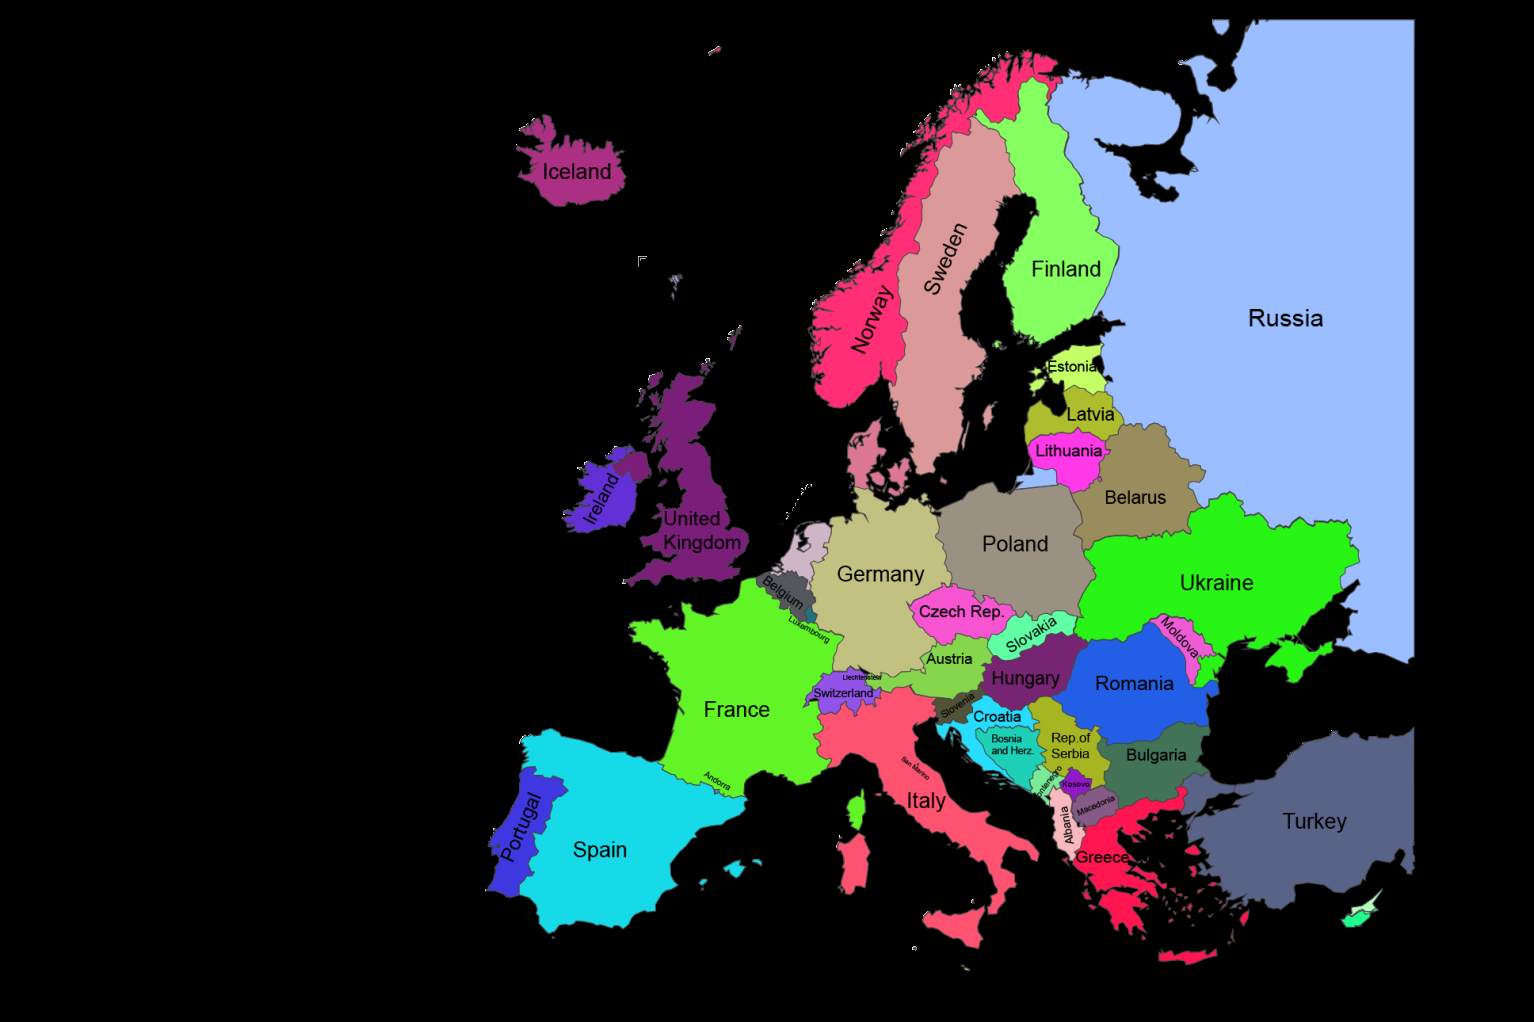 Iceland
Norway
Sweden
Finland
Russia
Estonia
Latvia
Lithuania
Belarus
Ireland
United
Kingdom
Belgium
Luxembourg
Germany
Poland
Ukraine
Czech Rep.
Slovakia
Moldova
Austria
Liechtenstein
Switzerland
Hungary
Romania
France
Slovenia
Croatia
Bosnia
and Herz.
Rep.of
Serbia
Bulgaria
San Marino
Andorra
Kosovo
Macedonia
Italy
Albania
Portugal
Spain
Greece
Turkey